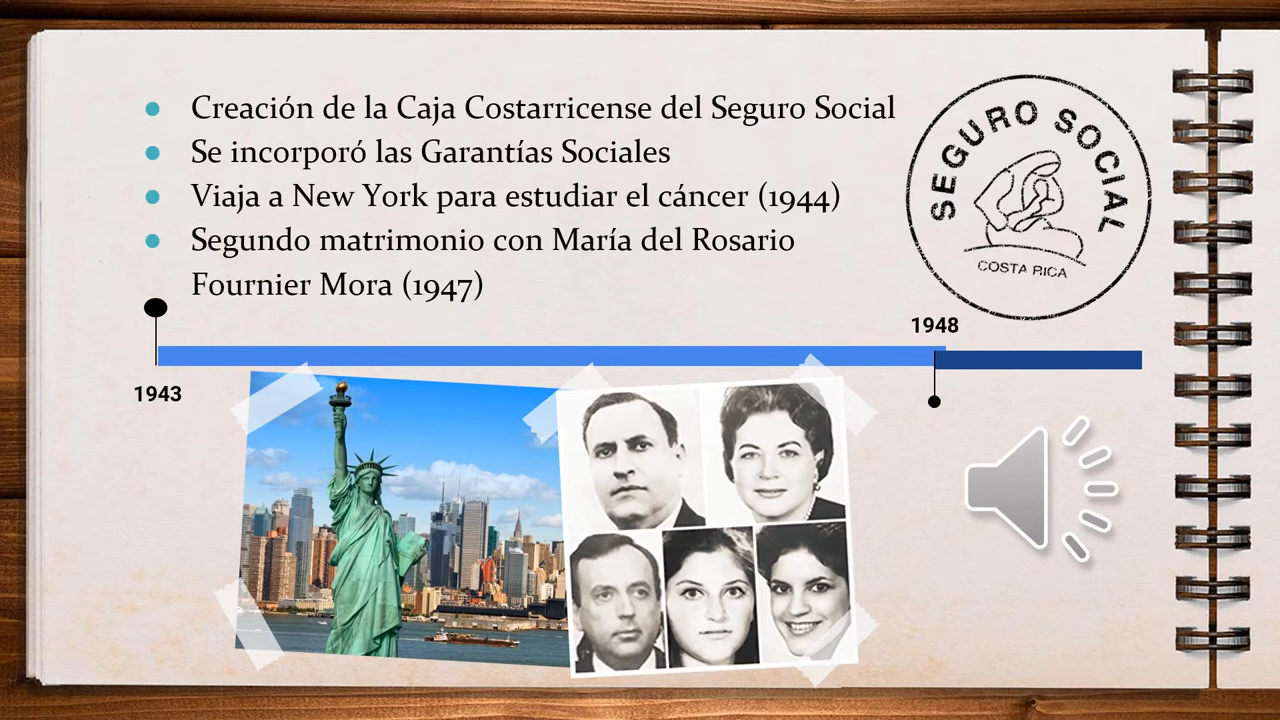 Creación de la Caja Costarricense del Seguro Social
Se incorporó las Garantías Sociales
Viaja a New York para estudiar el cáncer (1944)
Segundo matrimonio con María del Rosario
Fournier Mora (1947)
SEGURO SOCIAL
COSTA RICA
1948
1943